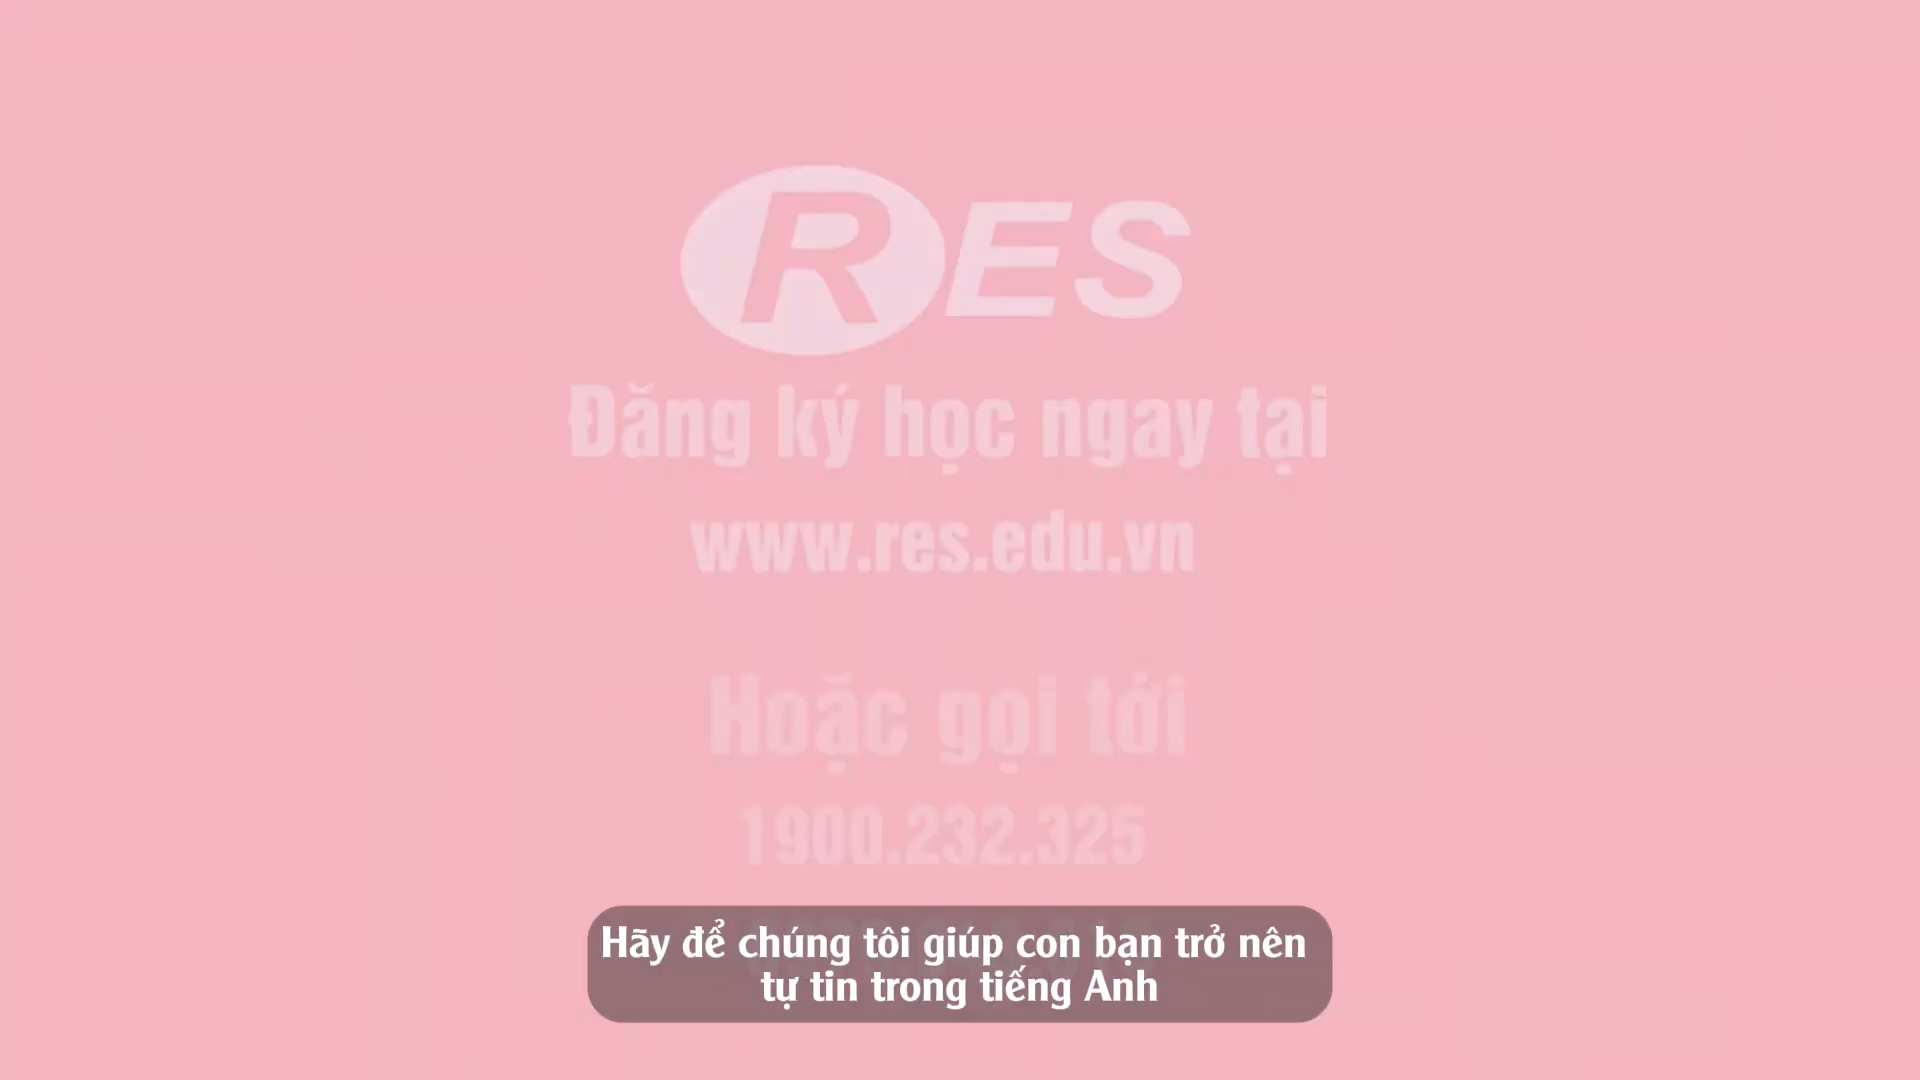 RES
Đăng ký học ngay tại
www.res.edu.vn
Hoặc gọi tới
1900.232.325
Hãy để chúng tôi giúp con bạn trở nên
tự tin trong tiếng Anh